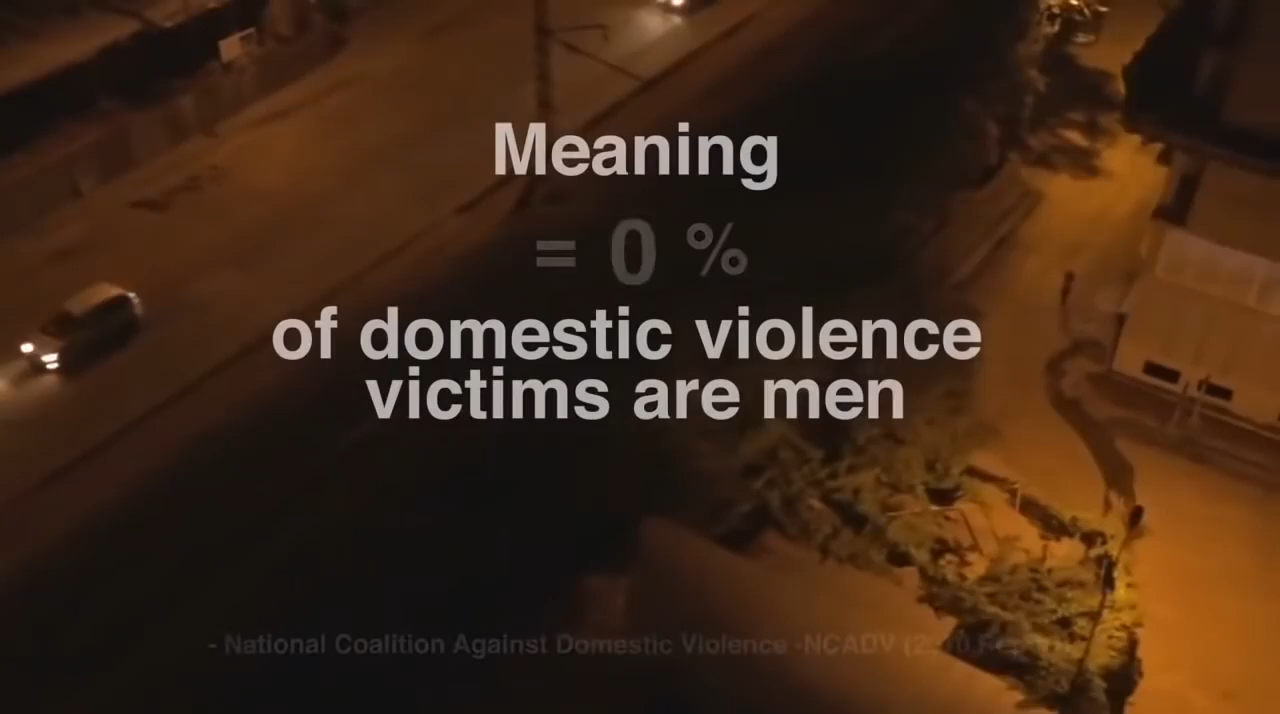 Meaning
= 0 %
of domestic violence
victims are men
- National Coalition Against Domestic Violence -NCADV